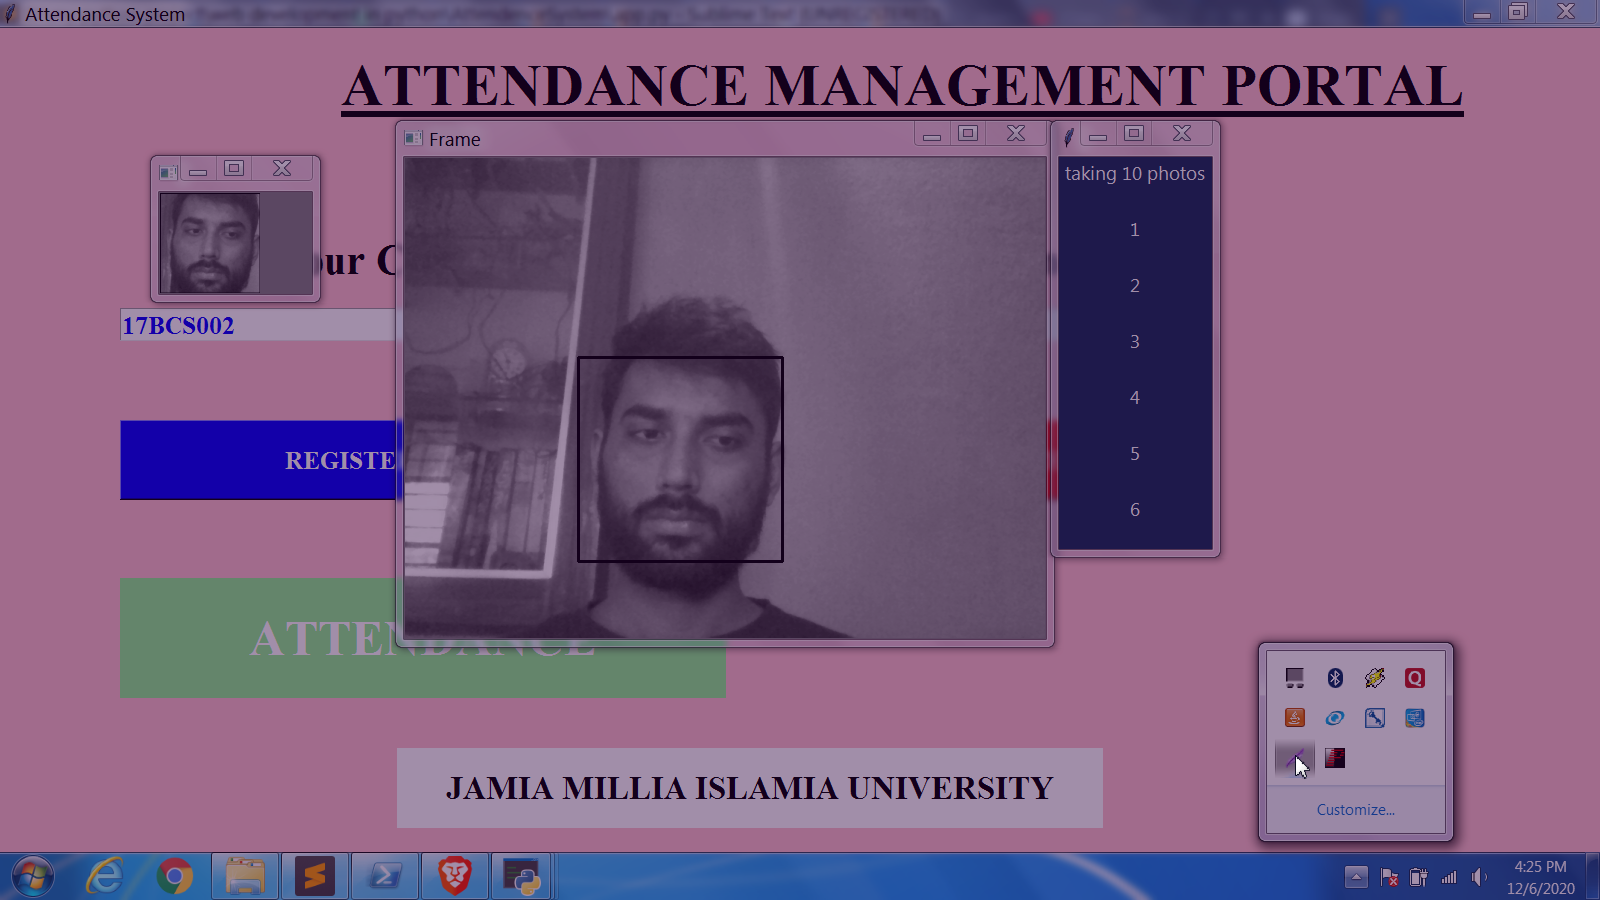 Attendance System
ATTENDANCE MANAGEMENT PORTAL
Frame
taking 10 photos
1
2
3
4
5
6
our C
17BCS002
REGISTE
ATTENDANCE
JAMIA MILLIA ISLAMIA UNIVERSITY
Customize...
4:25 PM
12/6/2020